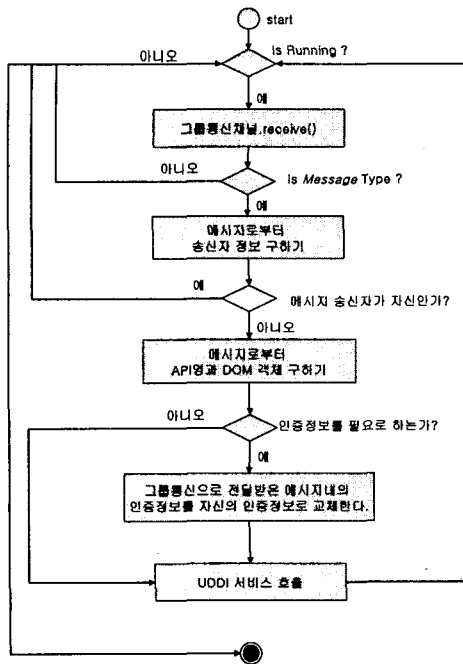 start
Is Running ?
아니오
예
그룹통신채널.receive()
아니오
Is Message Type ?
예
메시지로부터
송신자 정보 구하기
예
메시지 송신자가 자신인가?
아니오
메시지로부터
API명과 DOM 객체 구하기
아니오
인증정보를 필요로 하는가?
예
그룹통신으로 전달받은 메시지내의
인증정보를 자신의 인증정보로 교체한다.
UDDI 서비스 호출